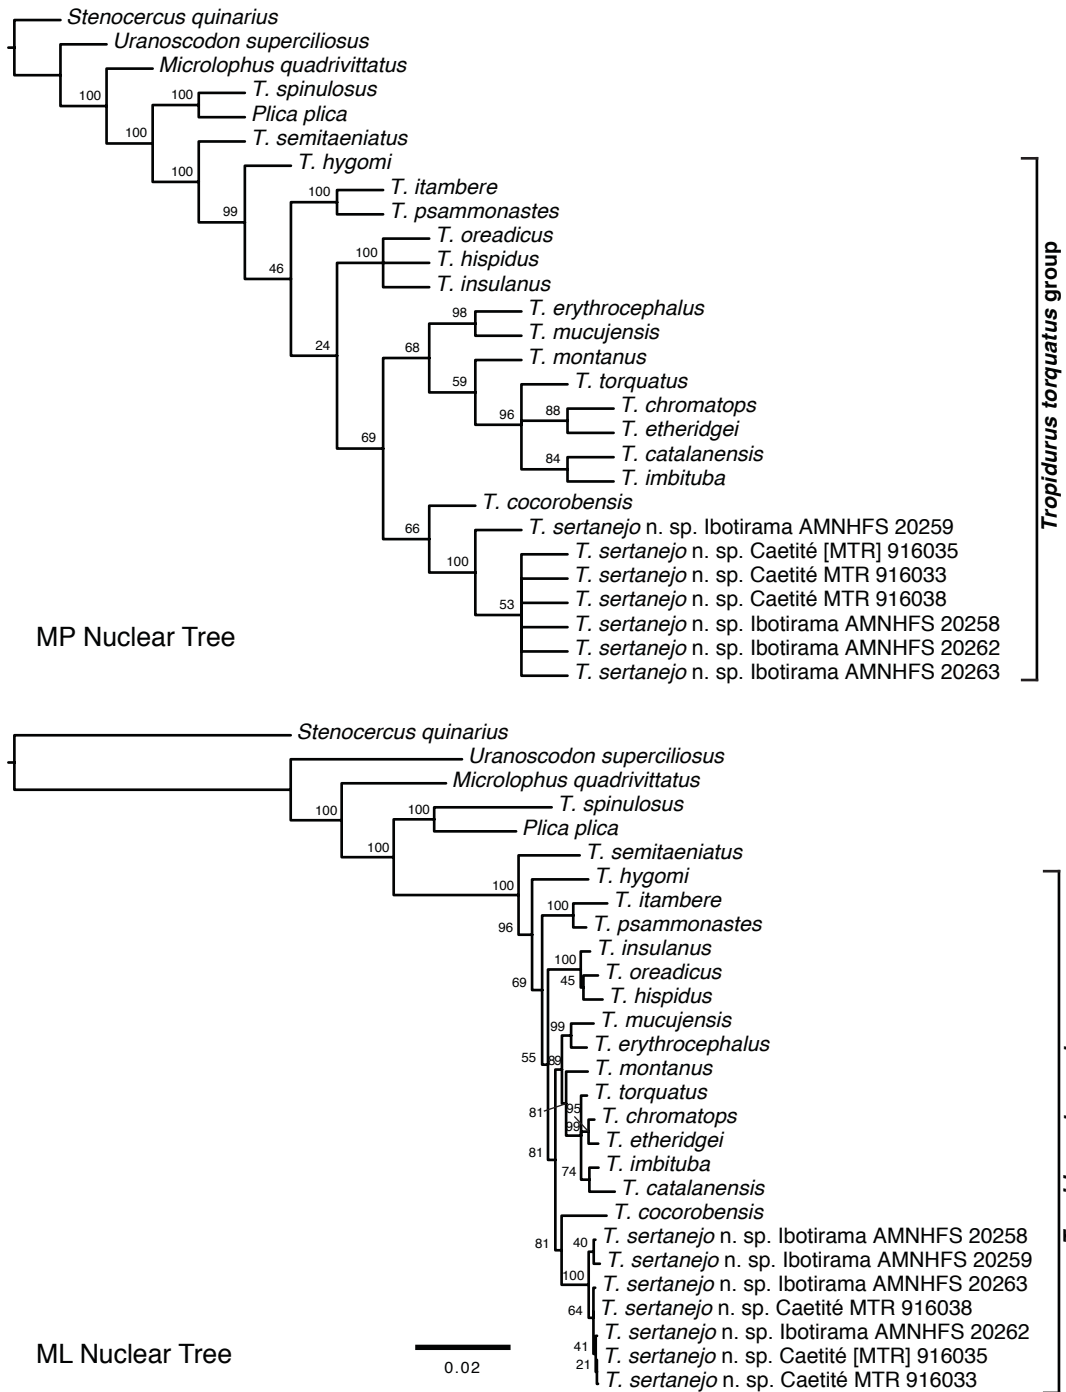 Stenocercus quinarius
Uranoscodon superciliosus
Microlophus quadrivittatus
100
100
T. spinulosus
Plica plica
100
T. semitaeniatus
100
T. hygomi
99
T. itambere
100
T. psammonastes
T. oreadicus
100
T. hispidus
46
T. insulanus
T. erythrocephalus
98
T. mucujensis
24
68
T. montanus
59
T. torquatus
T. chromatops
88
96
T. etheridgei
69
T. catalanensis
84
T. imbituba
T. cocorobensis
66
T. sertanejo n. sp. Ibotirama AMNHFS 20259
T. sertanejo n. sp. Caetité [MTR] 916035
100
T. sertanejo n. sp. Caetité MTR 916033
T. sertanejo n. sp. Caetité MTR 916038
53
T. sertanejo n. sp. Ibotirama AMNHFS 20258
T. sertanejo n. sp. Ibotirama AMNHFS 20262
T. sertanejo n. sp. Ibotirama AMNHFS 20263
Tropidurus torquatus group
MP Nuclear Tree
Stenocercus quinarius
Uranoscodon superciliosus
Microlophus quadrivittatus
100
100
T. spinulosus
Plica plica
100
T. semitaeniatus
100
T. hygomi
T. itambere
100
96
T. psammonastes
T. insulanus
100
T. oreadicus
69
45
T. hispidus
T. mucujensis
99
T. erythrocephalus
55
89
T. montanus
T. torquatus
81
95
T. chromatops
99
T. etheridgei
81
T. imbituba
74
T. catalanensis
T. cocorobensis
81
T. sertanejo n. sp. Ibotirama AMNHFS 20258
40
T. sertanejo n. sp. Ibotirama AMNHFS 20259
100
T. sertanejo n. sp. Ibotirama AMNHFS 20263
64
T. sertanejo n. sp. Caetité MTR 916038
T. sertanejo n. sp. Ibotirama AMNHFS 20262
41
T. sertanejo n. sp. Caetité [MTR] 916035
21
T. sertanejo n. sp. Caetité MTR 916033
ML Nuclear Tree
0.02